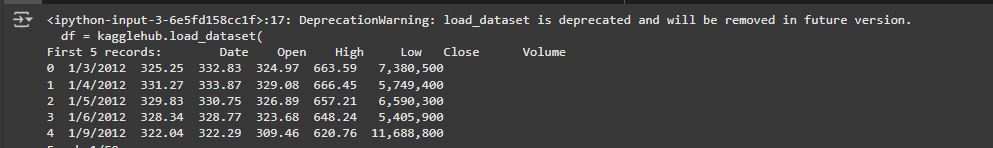 <ipython-input-3-6e5fd158cc1f>:17: DeprecationWarning: load_dataset is deprecated and will be removed in future version.
df = kagglehub.load_dataset(
First 5 records:        Date    Open    High     Low   Close      Volume
0  1/3/2012  325.25  332.83  324.97  663.59   7,380,500
1  1/4/2012  331.27  333.87  329.08  666.45   5,749,400
2  1/5/2012  329.83  330.75  326.89  657.21   6,590,300
3  1/6/2012  328.34  328.77  323.68  648.24   5,405,900
4  1/9/2012  322.04  322.29  309.46  620.76  11,688,800